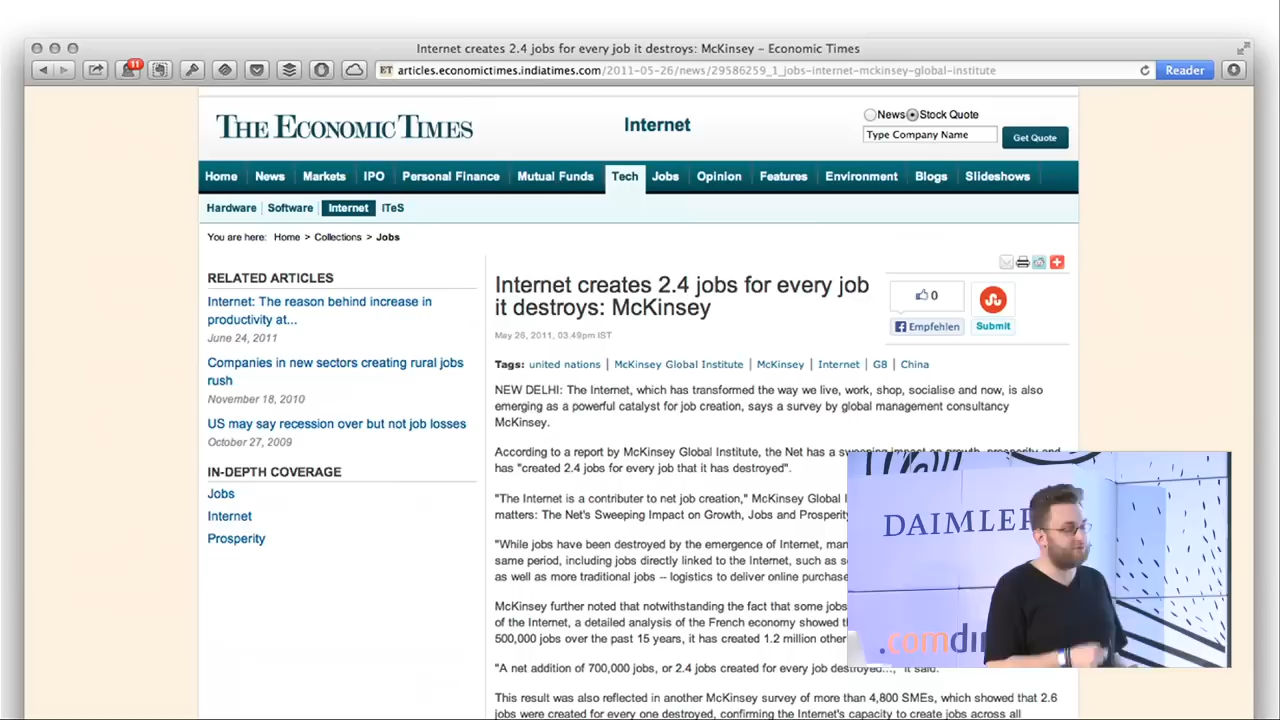 Internet creates 2.4 jobs for every job it destroys: McKinsey – Economic Times
11
ET articles.economictimes.indiatimes.com/2011-05-26/news/29586259_1_jobs-internet-mckinsey-global-institute
Reader
THE ECONOMIC TIMES
Internet
News Stock Quote
Type Company Name
Get Quote
Home News Markets IPO Personal Finance Mutual Funds Tech Jobs Opinion Features Environment Blogs Slideshows
Hardware Software Internet ITeS
You are here: Home > Collections > Jobs
RELATED ARTICLES
Internet: The reason behind increase in
productivity at...
June 24, 2011
Companies in new sectors creating rural jobs
rush
November 18, 2010
US may say recession over but not job losses
October 27, 2009
IN-DEPTH COVERAGE
Jobs
Internet
Prosperity
Internet creates 2.4 jobs for every job
it destroys: McKinsey
May 26, 2011, 03.49pm IST
0
Empfehlen
Submit
Tags: united nations | McKinsey Global Institute | McKinsey | Internet | G8 | China
NEW DELHI: The Internet, which has transformed the way we live, work, shop, socialise and now, is also
emerging as a powerful catalyst for job creation, says a survey by global management consultancy
McKinsey.
According to a report by McKinsey Global Institute, the Net has a sweeping impact on growth, prosperity and
has "created 2.4 jobs for every job that it has destroyed".
"The Internet is a contributor to net job creation," McKinsey Global I
matters: The Net's Sweeping Impact on Growth, Jobs and Prosperity
"While jobs have been destroyed by the emergence of Internet, man
same period, including jobs directly linked to the Internet, such as s
as well as more traditional jobs -- logistics to deliver online purchase
McKinsey further noted that notwithstanding the fact that some jobs
of the Internet, a detailed analysis of the French economy showed th
500,000 jobs over the past 15 years, it has created 1.2 million other
"A net addition of 700,000 jobs, or 2.4 jobs created for every job destroyed...," it said.
This result was also reflected in another McKinsey survey of more than 4,800 SMEs, which showed that 2.6
jobs were created for every one destroyed, confirming the Internet's capacity to create jobs across all
DAIMLER
.comdir